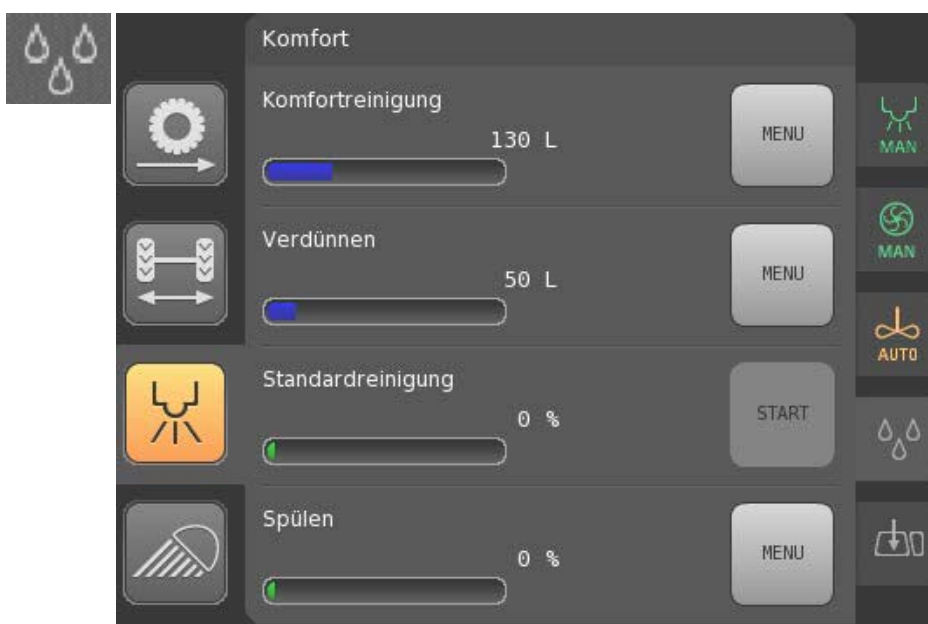 Komfort
Komfortreinigung
130 L
MENU
MAN
Verdünnen
50 L
MENU
MAN
Standardreinigung
0 %
START
AUTO
Spülen
0 %
MENU